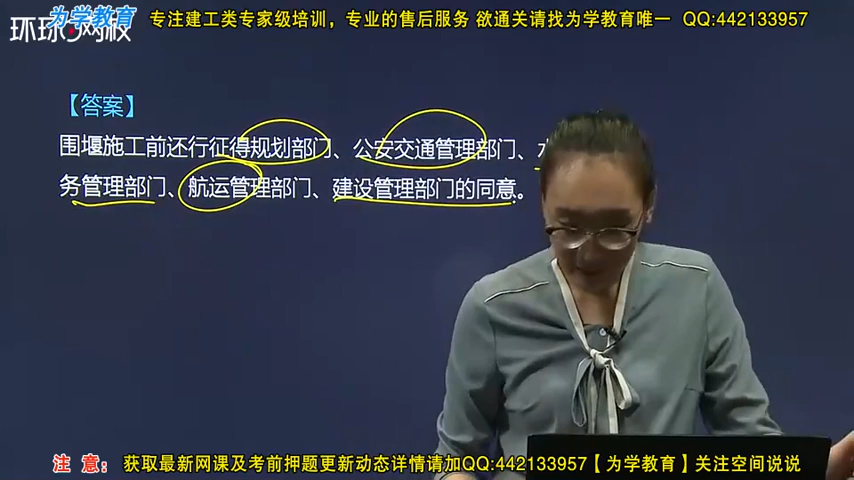 环球网校
为学教育
专注建工类专家级培训，专业的售后服务 欲通关请找为学教育唯一 QQ:442133957
【答案】
围堰施工前还行征得规划部门、公安交通管理部门、
务管理部门、航运管理部门、建设管理部门的同意。
注 意： 获取最新网课及考前押题更新动态详情请加QQ:442133957【为学教育】关注空间说说